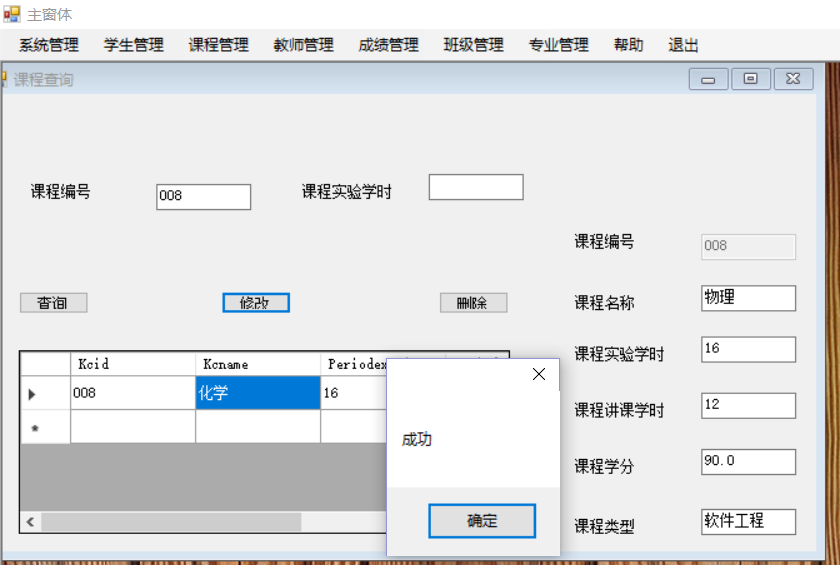 主窗体
系统管理 学生管理 课程管理 教师管理 成绩管理 班级管理 专业管理 帮助 退出
课程查询
课程编号 008 课程实验学时
课程编号 008
查询 修改 删除
课程名称 物理
课程实验学时 16
Kcid Kcname Periodex
008 化学 16
成功
确定
课程讲课学时 12
课程学分 90.0
课程类型 软件工程